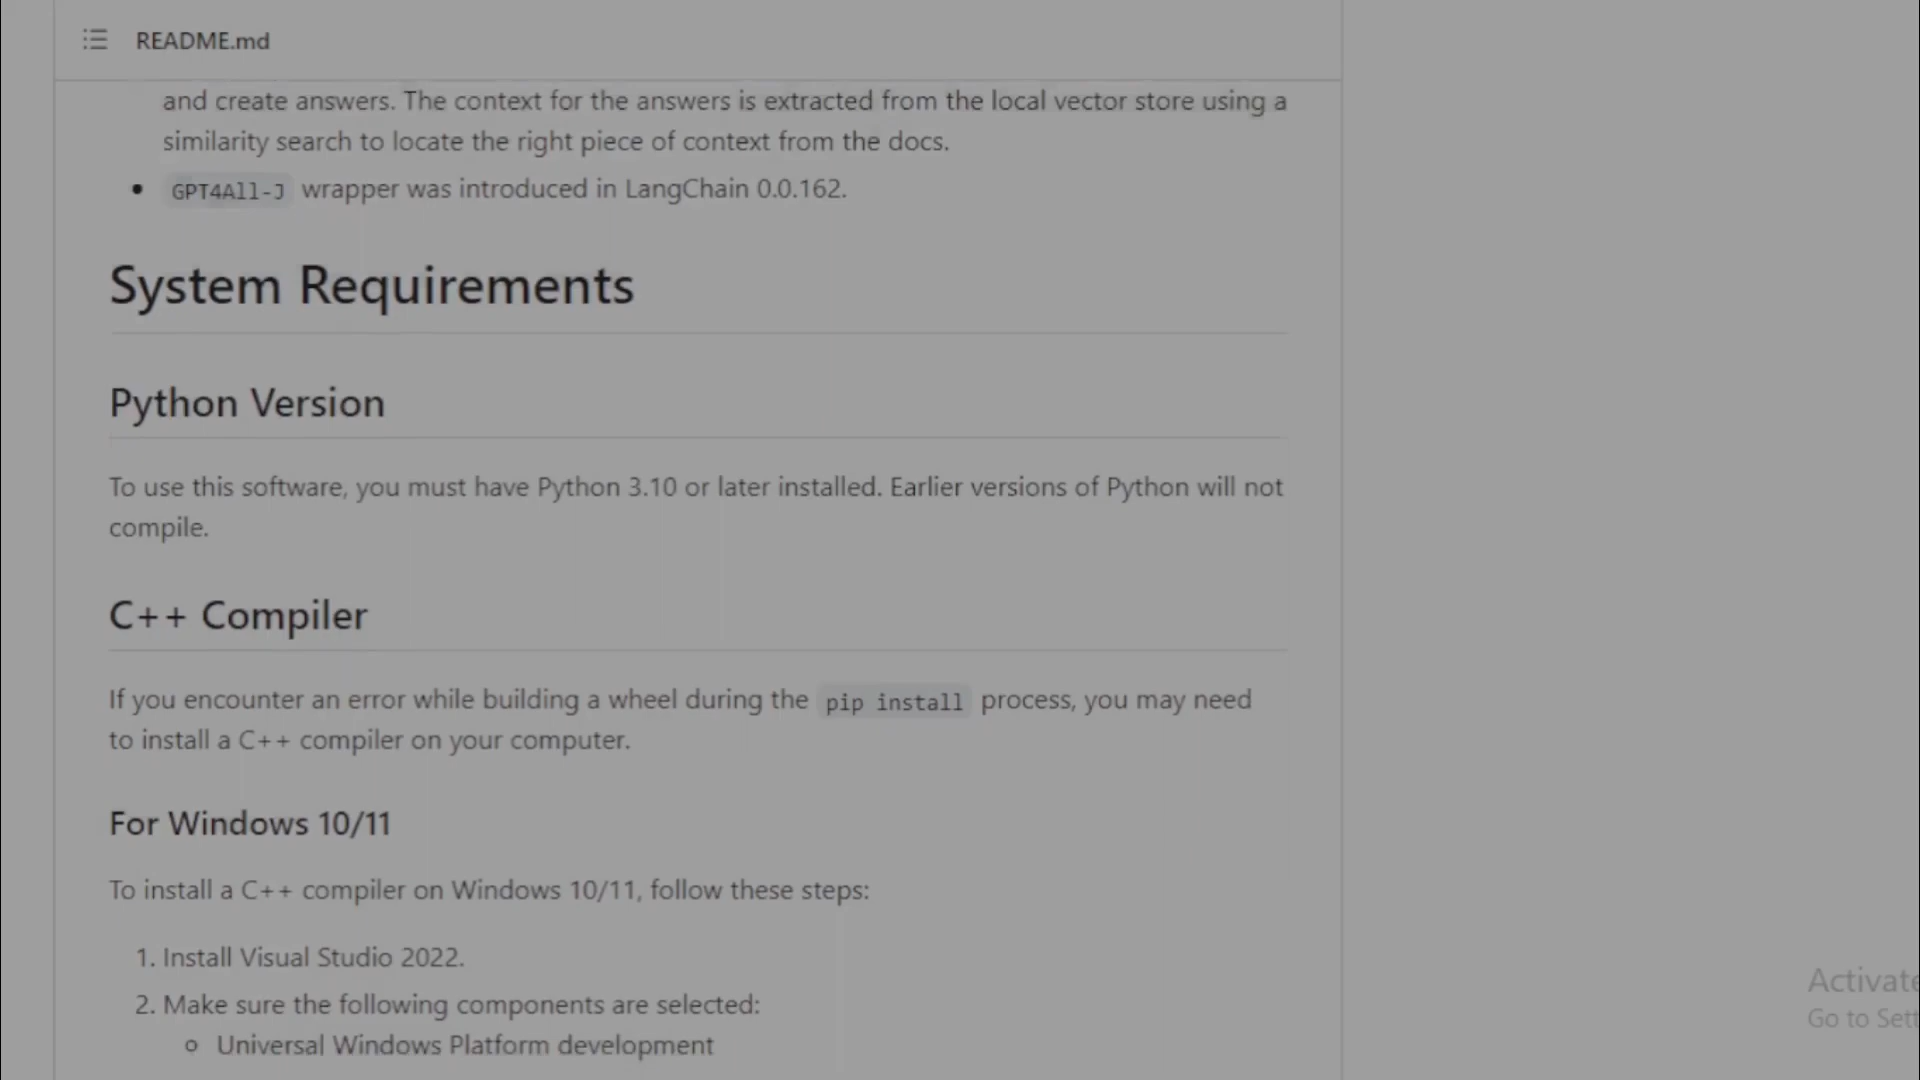 README.md
and create answers. The context for the answers is extracted from the local vector store using a
similarity search to locate the right piece of context from the docs.
• GPT4All-J wrapper was introduced in LangChain 0.0.162.
System Requirements
Python Version
To use this software, you must have Python 3.10 or later installed. Earlier versions of Python will not
compile.
C++ Compiler
If you encounter an error while building a wheel during the pip install process, you may need
to install a C++ compiler on your computer.
For Windows 10/11
To install a C++ compiler on Windows 10/11, follow these steps:
1. Install Visual Studio 2022.
2. Make sure the following components are selected:
Activate
○ Universal Windows Platform development
Go to Sett